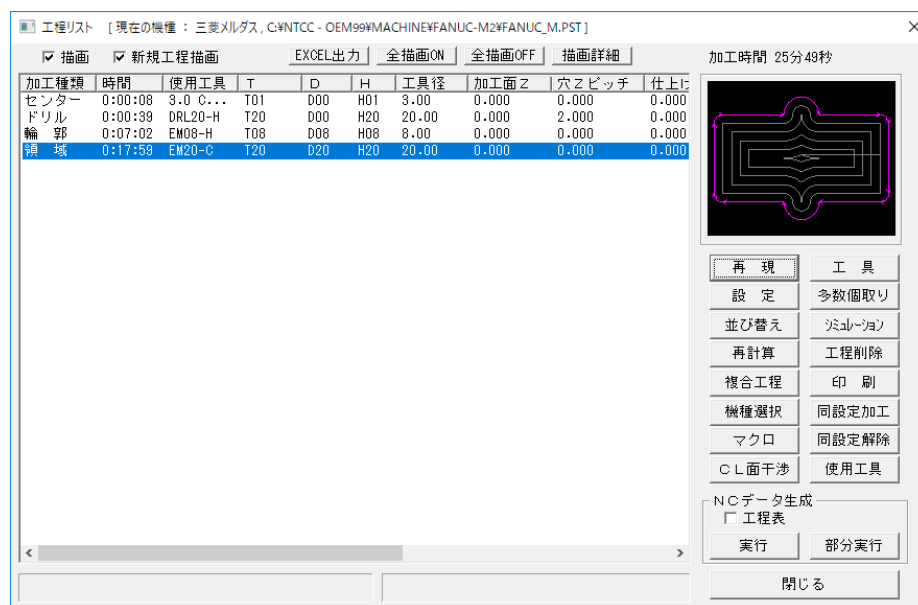 工程リスト [現在の機種 : 三菱メルダス, C:¥NTCC - OEM99¥MACHINE¥FANUC-M2¥FANUC_M.PST ]
描画 新規工程描画 EXCEL出力 全描画ON 全描画OFF 描画詳細 加工時間 25分49秒
加工種類 時間 使用工具 T D H 工具径 加工面Z 穴Zピッチ 仕上げ
センター 0:00:08 3.0 C... T01 D00 H01 3.00 0.000 0.000 0.000
ドリル 0:00:39 DRL20-H T20 D00 H20 20.00 0.000 2.000 0.000
輪 郭 0:07:02 EM08-H T08 D08 H08 8.00 0.000 0.000 0.000
領 域 0:17:59 EM20-C T20 D20 H20 20.00 0.000 0.000 0.000
再 現 工 具
設 定 多数個取り
並び替え シミュレーション
再計算 工程削除
複合工程 印 刷
機種選択 同設定加工
マクロ 同設定解除
CL面干渉 使用工具
NCデータ生成
工程表
実行 部分実行
閉じる